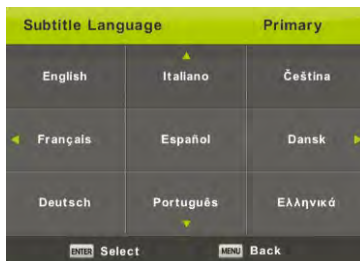 Subtitle Language Primary
English Italiano Čeština
Français Español Dansk
Deutsch Português Ελληνικά
ENTER Select MENU Back